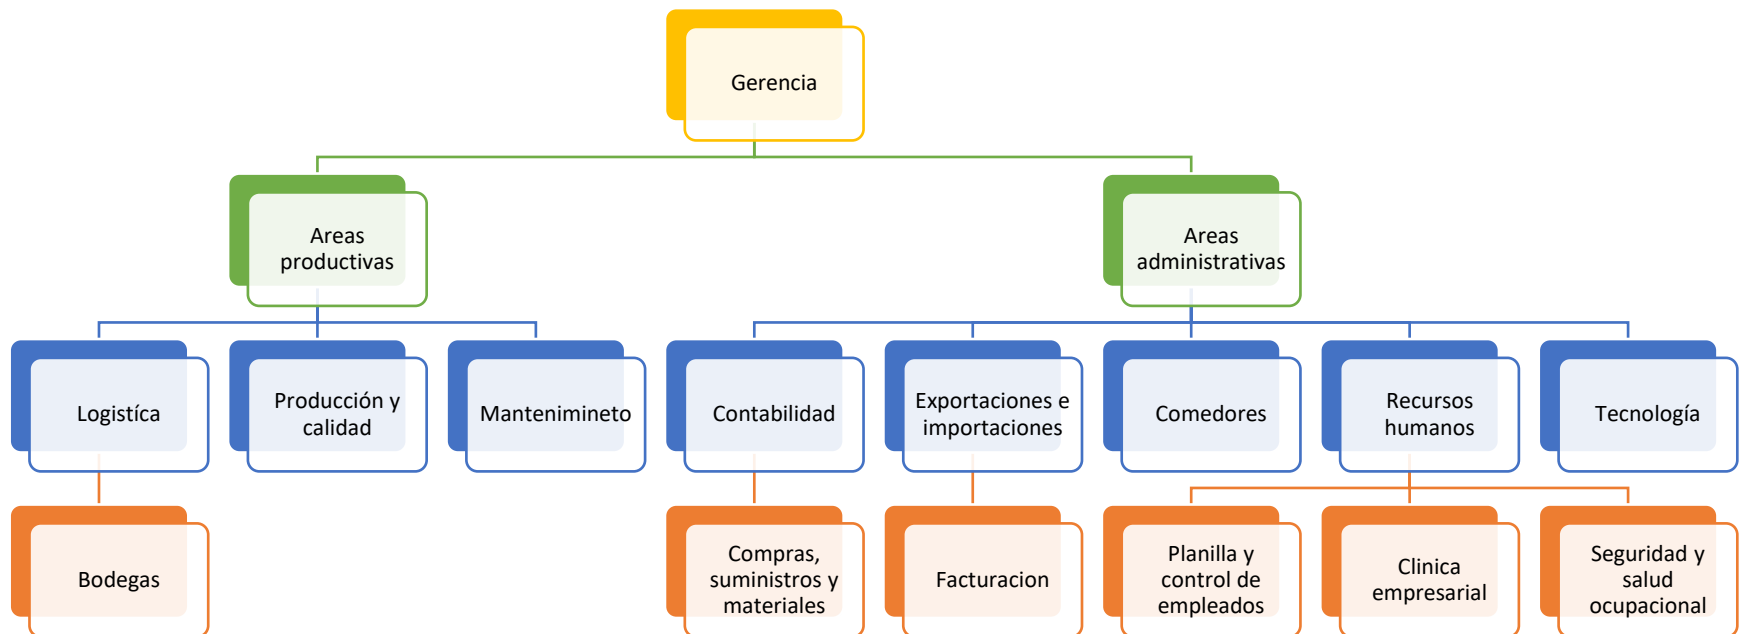 Gerencia
Areas
productivas
Areas
administrativas
Logistíca
Producción y
calidad
Mantenimineto
Contabilidad
Exportaciones e
importaciones
Comedores
Recursos
humanos
Tecnología
Bodegas
Compras,
suministros y
materiales
Facturacion
Planilla y
control de
empleados
Clinica
empresarial
Seguridad y
salud
ocupacional